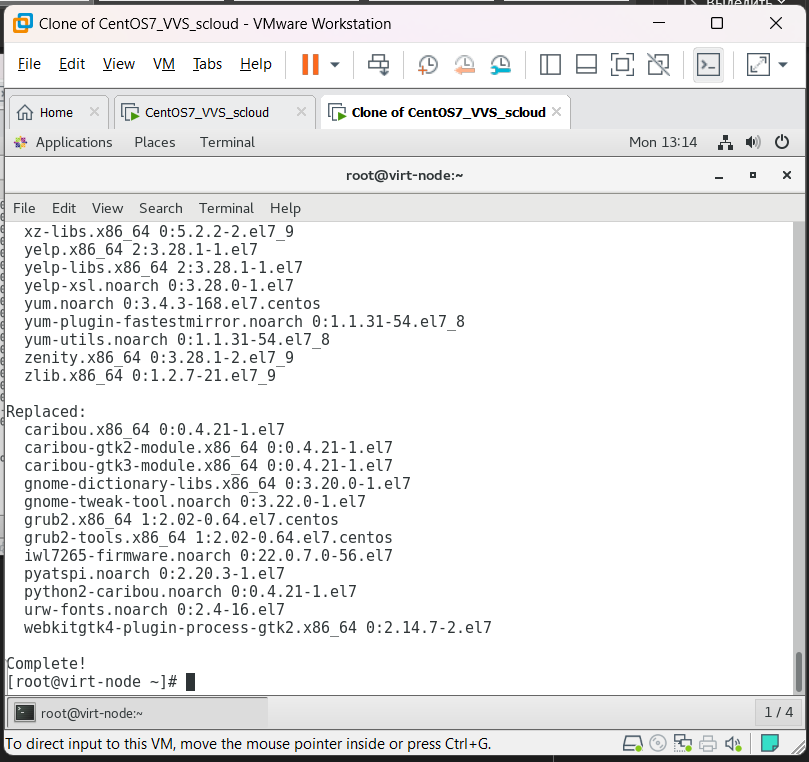 Выделить
Clone of CentOS7_VVS_scloud - VMware Workstation
File Edit View VM Tabs Help
Home CentOS7_VVS_scloud Clone of CentOS7_VVS_scloud
Applications Places Terminal Mon 13:14
root@virt-node:~
File Edit View Search Terminal Help
xz-libs.x86_64 0:5.2.2-2.el7_9
yelp.x86_64 2:3.28.1-1.el7
yelp-libs.x86_64 2:3.28.1-1.el7
yelp-xsl.noarch 0:3.28.0-1.el7
yum.noarch 0:3.4.3-168.el7.centos
yum-plugin-fastestmirror.noarch 0:1.1.31-54.el7_8
yum-utils.noarch 0:1.1.31-54.el7_8
zenity.x86_64 0:3.28.1-2.el7_9
zlib.x86_64 0:1.2.7-21.el7_9
Replaced:
caribou.x86_64 0:0.4.21-1.el7
caribou-gtk2-module.x86_64 0:0.4.21-1.el7
caribou-gtk3-module.x86_64 0:0.4.21-1.el7
gnome-dictionary-libs.x86_64 0:3.20.0-1.el7
gnome-tweak-tool.noarch 0:3.22.0-1.el7
grub2.x86_64 1:2.02-0.64.el7.centos
grub2-tools.x86_64 1:2.02-0.64.el7.centos
iwl7265-firmware.noarch 0:22.0.7.0-56.el7
pyatspi.noarch 0:2.20.3-1.el7
python2-caribou.noarch 0:0.4.21-1.el7
urw-fonts.noarch 0:2.4-16.el7
webkitgtk4-plugin-process-gtk2.x86_64 0:2.14.7-2.el7
Complete!
[root@virt-node ~]#
root@virt-node:~ 1 / 4
To direct input to this VM, move the mouse pointer inside or press Ctrl+G.